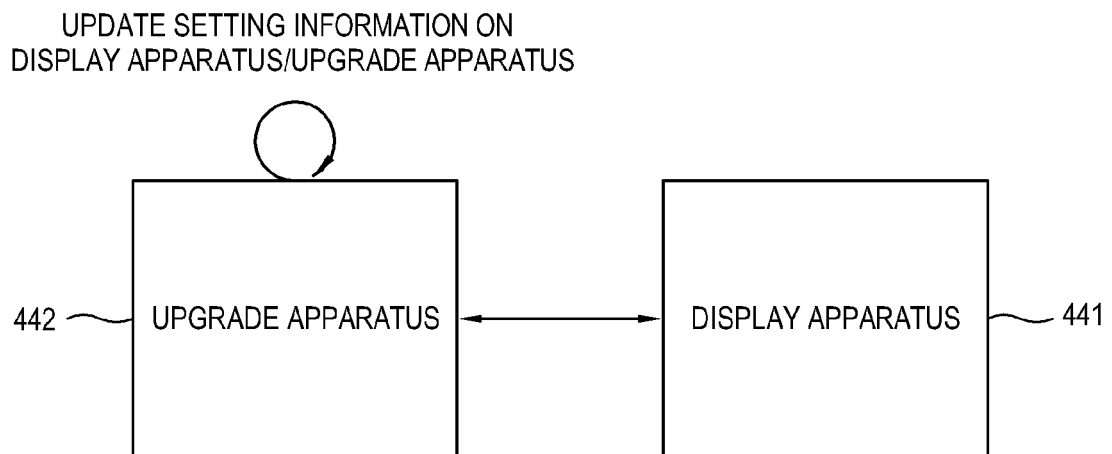 UPDATE SETTING INFORMATION ON
DISPLAY APPARATUS/UPGRADE APPARATUS
442
UPGRADE APPARATUS
DISPLAY APPARATUS
441